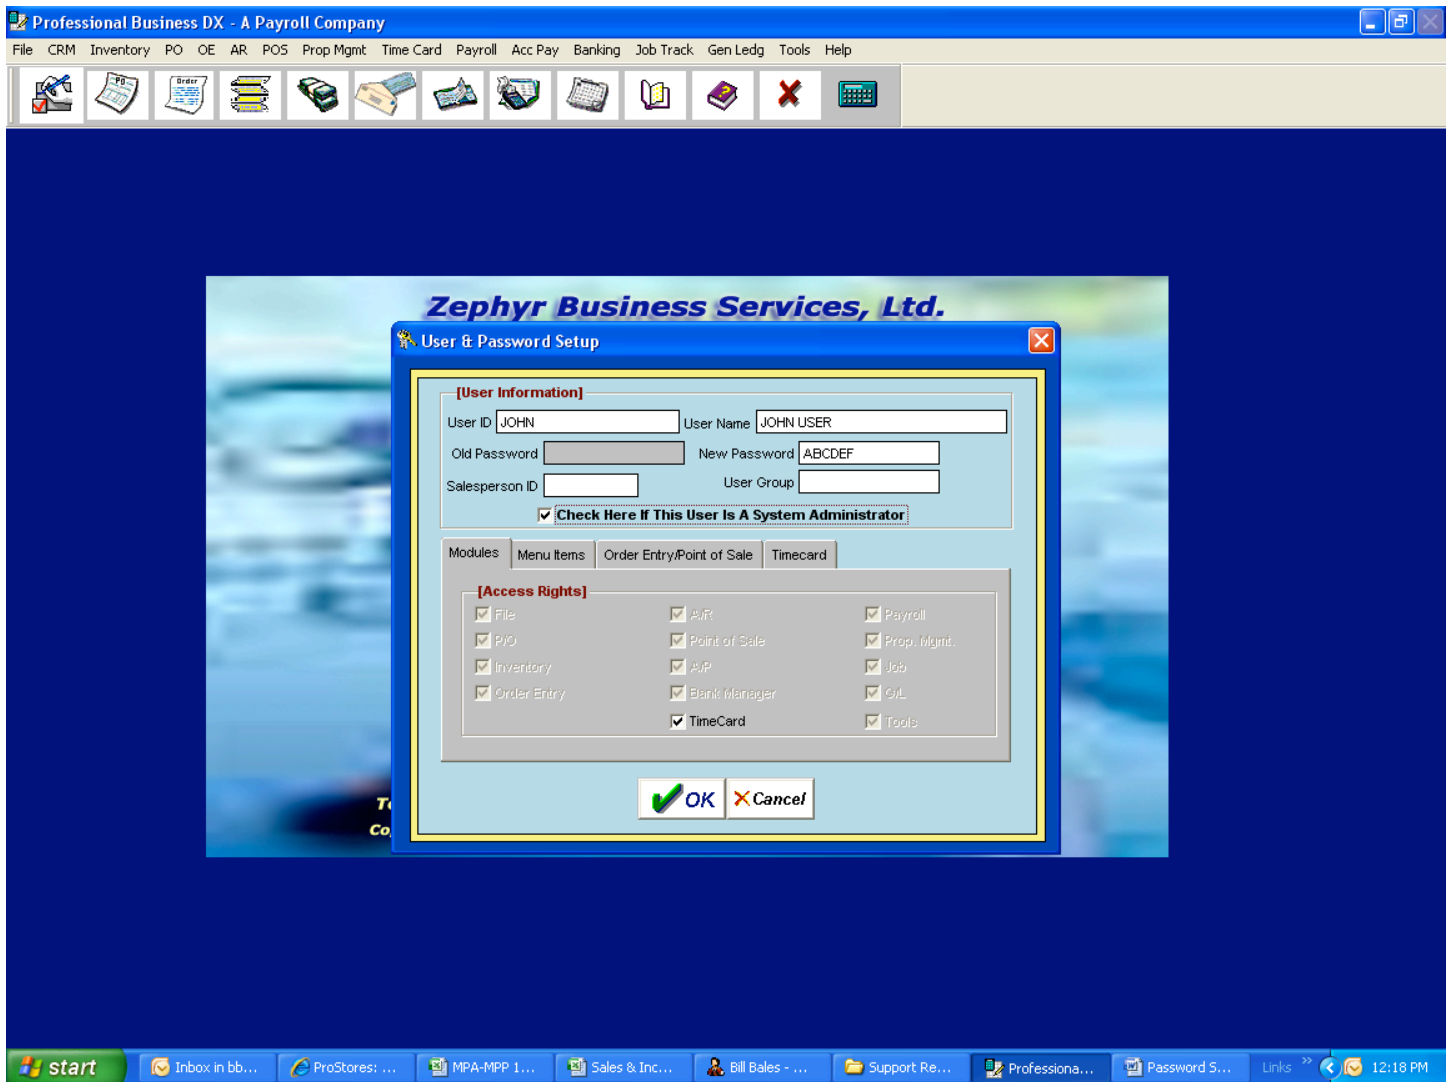 Professional Business DX - A Payroll Company
File CRM Inventory PO OE AR POS Prop Mgmt Time Card Payroll Acc Pay Banking Job Track Gen Ledg Tools Help
PO
Order
Zephyr Business Services, Ltd.
User & Password Setup
[User Information]
User ID JOHN User Name JOHN USER
Old Password New Password ABCDEF
Salesperson ID User Group
Check Here If This User Is A System Administrator
Modules Menu Items Order Entry/Point of Sale Timecard
[Access Rights]
File A/R Payroll
P/O Point of Sale Prop. Mgmt.
Inventory A/P Job
Order Entry Bank Manager G/L
TimeCard Tools
OK Cancel
Te
Co
start Inbox in bb... ProStores: ... MPA-MPP 1... Sales & Inc... Bill Bales - ... Support Re... Professiona... Password S... Links 12:18 PM